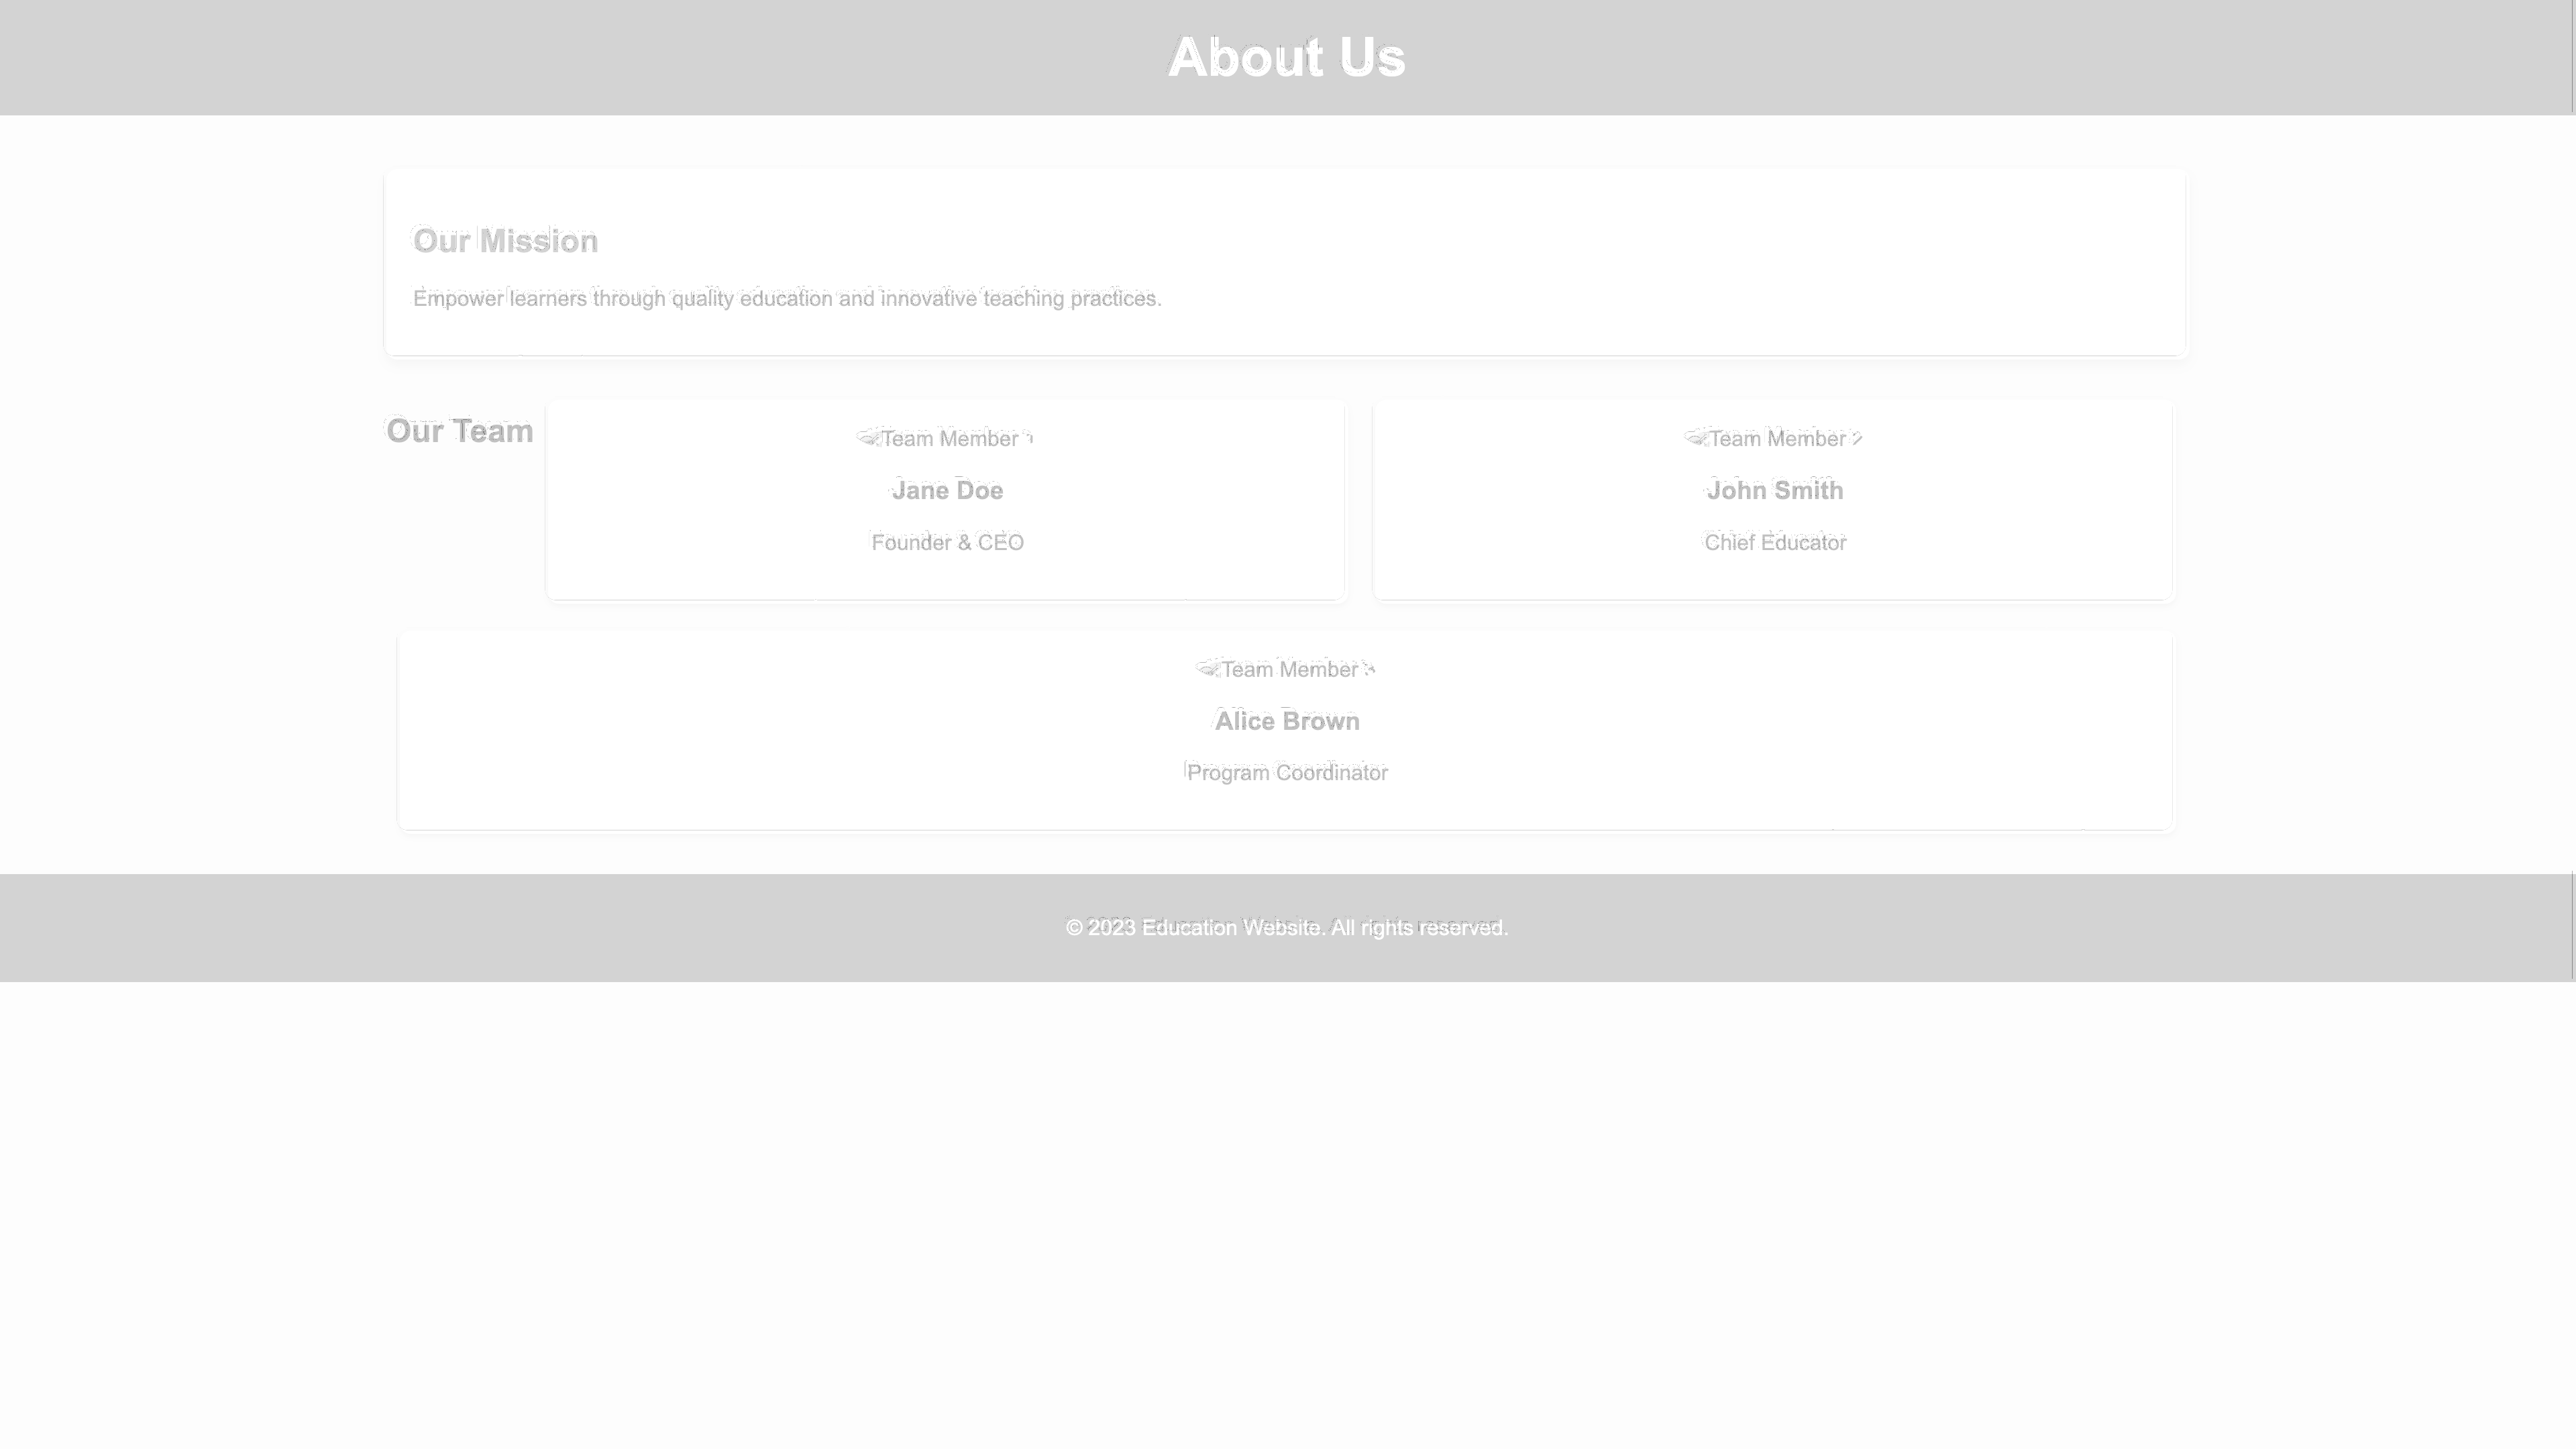 About Us
Our Mission
Empower learners through quality education and innovative teaching practices.
Our Team
Team Member 1
Jane Doe
Founder & CEO
Team Member 2
John Smith
Chief Educator
Team Member
Alice Brown
Program Coordinator
© 2023 Education Website. All rights reserved.